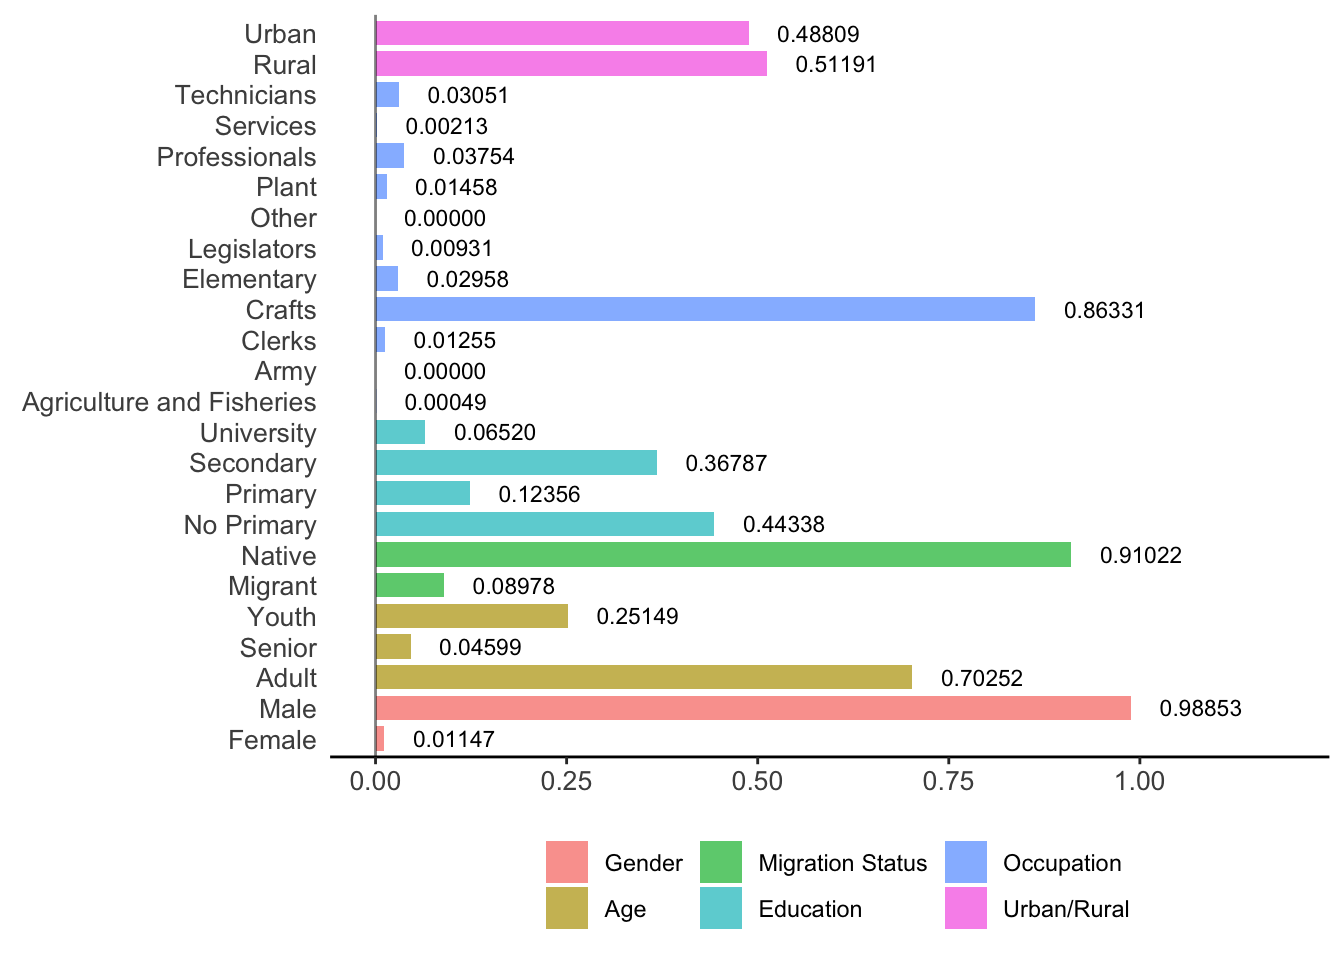 Urban 0.48809
Rural 0.51191
Technicians 0.03051
Services 0.00213
Professionals 0.03754
Plant 0.01458
Other 0.00000
Legislators 0.00931
Elementary 0.02958
Crafts 0.86331
Clerks 0.01255
Army 0.00000
Agriculture and Fisheries 0.00049
University 0.06520
Secondary 0.36787
Primary 0.12356
No Primary 0.44338
Native 0.91022
Migrant 0.08978
Youth 0.25149
Senior 0.04599
Adult 0.70252
Male 0.98853
Female 0.01147
0.00 0.25 0.50 0.75 1.00
Gender Migration Status Occupation
Age Education Urban/Rural